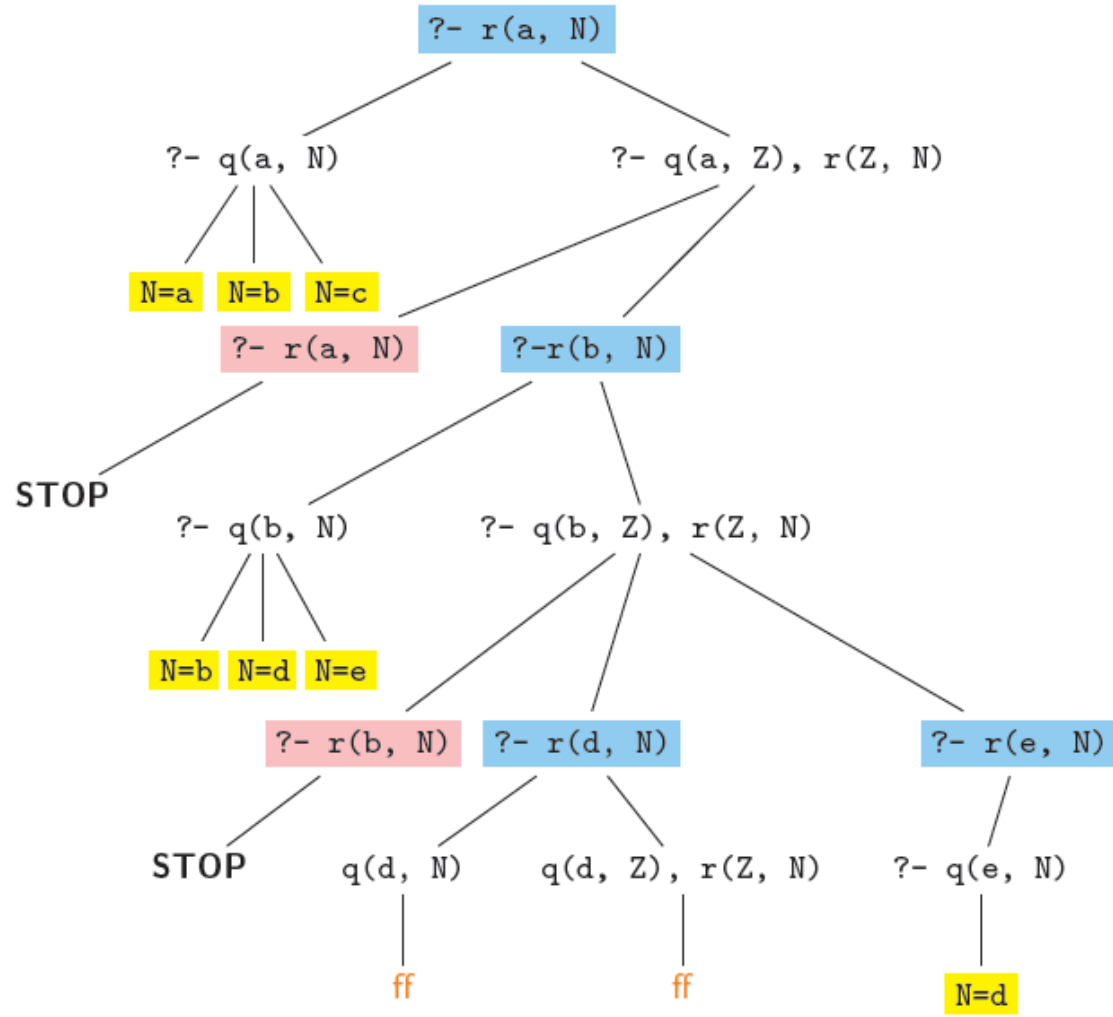 ?- r(a, N)
?- q(a, N) ?- q(a, Z), r(Z, N)
N=a N=b N=c
?- r(a, N) ?-r(b, N)
STOP
?- q(b, N) ?- q(b, Z), r(Z, N)
N=b N=d N=e
?- r(b, N) ?- r(d, N) ?- r(e, N)
STOP q(d, N) q(d, Z), r(Z, N) ?- q(e, N)
ff ff N=d